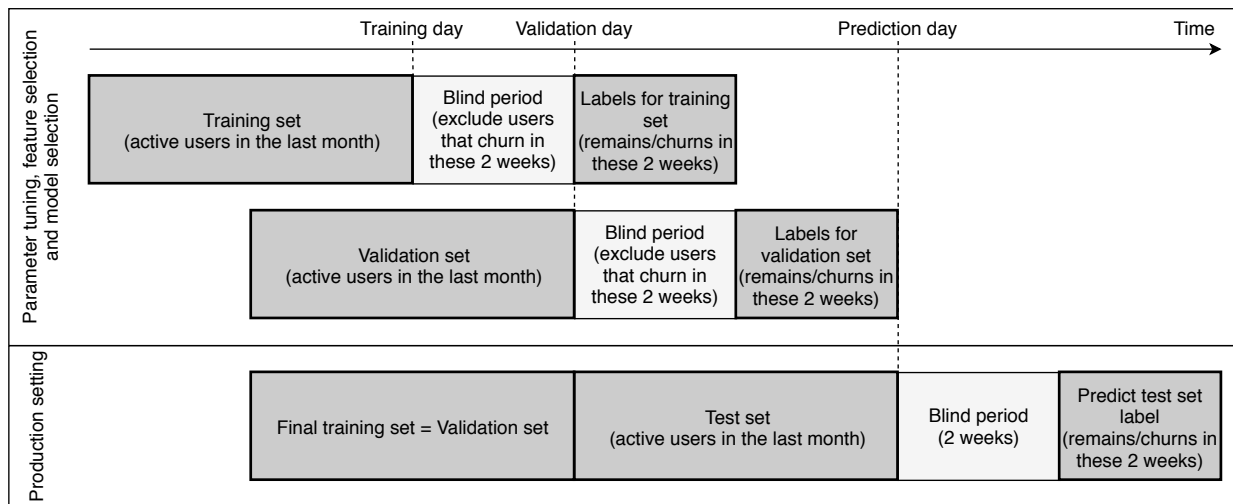 Training day
Validation day
Prediction day
Time
Parameter tuning, feature selection
and model selection
Training set
(active users in the last month)
Blind period
(exclude users
that churn in
these 2 weeks)
Labels for training
set
(remains/churns in
these 2 weeks)
Validation set
(active users in the last month)
Blind period
(exclude users
that churn in
these 2 weeks)
Labels for
validation set
(remains/churns in
these 2 weeks)
Production setting
Final training set = Validation set
Test set
(active users in the last month)
Blind period
(2 weeks)
Predict test set
label
(remains/churns in
these 2 weeks)